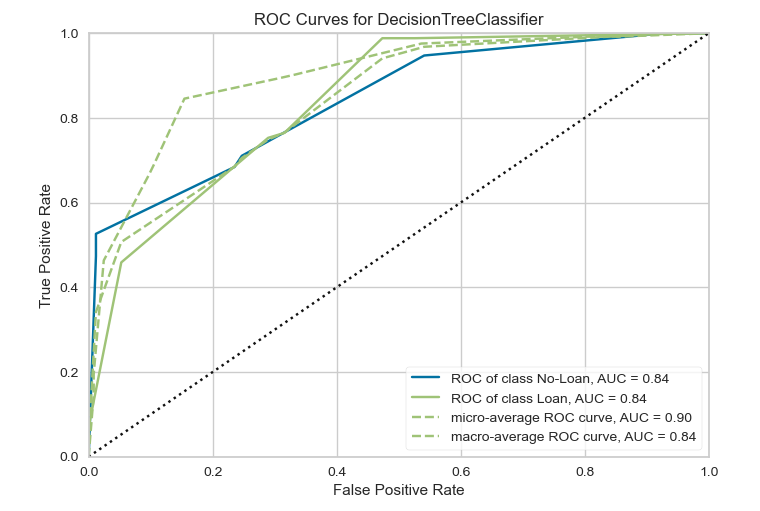 ROC Curves for DecisionTreeClassifier
True Positive Rate
1.0
0.8
0.6
0.4
0.2
0.0
ROC of class No-Loan, AUC = 0.84
ROC of class Loan, AUC = 0.84
micro-average ROC curve, AUC = 0.90
macro-average ROC curve, AUC = 0.84
0.0 0.2 0.4 0.6 0.8 1.0
False Positive Rate